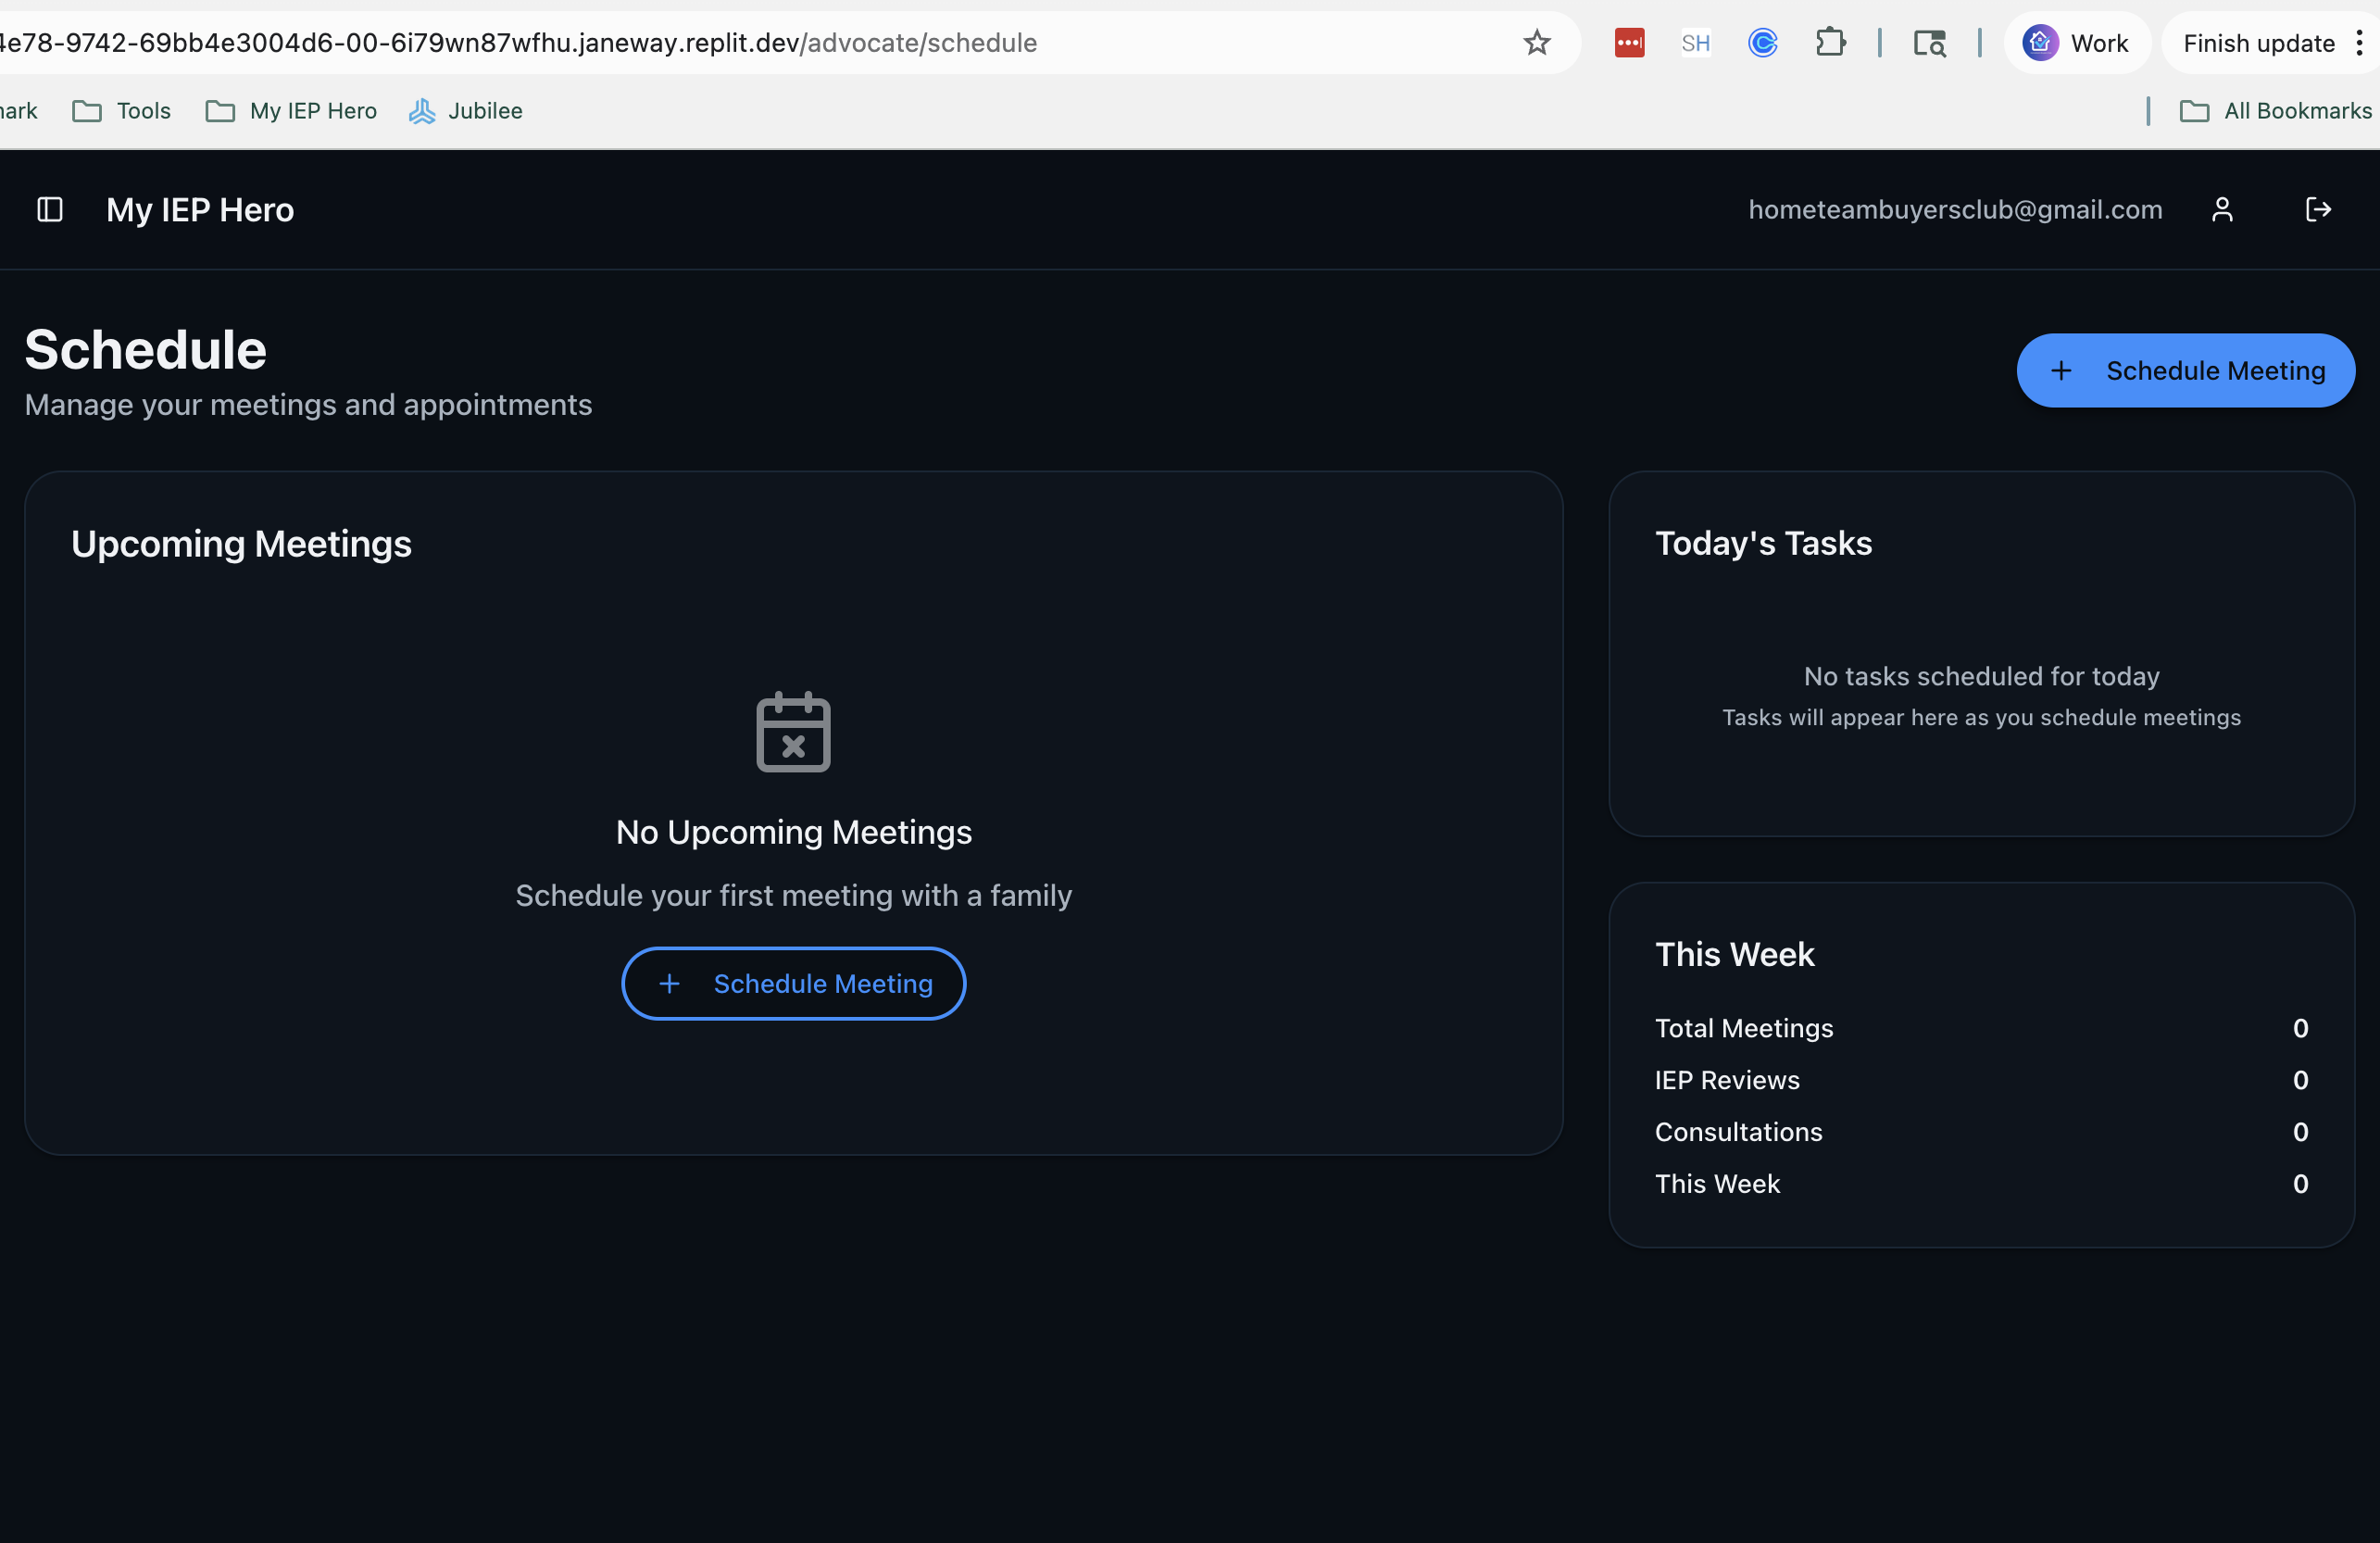 4e78-9742-69bb4e3004d6-00-6i79wn87wfhu.janeway.replit.dev/advocate/schedule
SH
Work
Finish update
Tools
My IEP Hero
Jubilee
All Bookmarks
My IEP Hero
hometeambuyersclub@gmail.com
Schedule
Manage your meetings and appointments
+ Schedule Meeting
Upcoming Meetings
No Upcoming Meetings
Schedule your first meeting with a family
+ Schedule Meeting
Today's Tasks
No tasks scheduled for today
Tasks will appear here as you schedule meetings
This Week
Total Meetings 0
IEP Reviews 0
Consultations 0
This Week 0